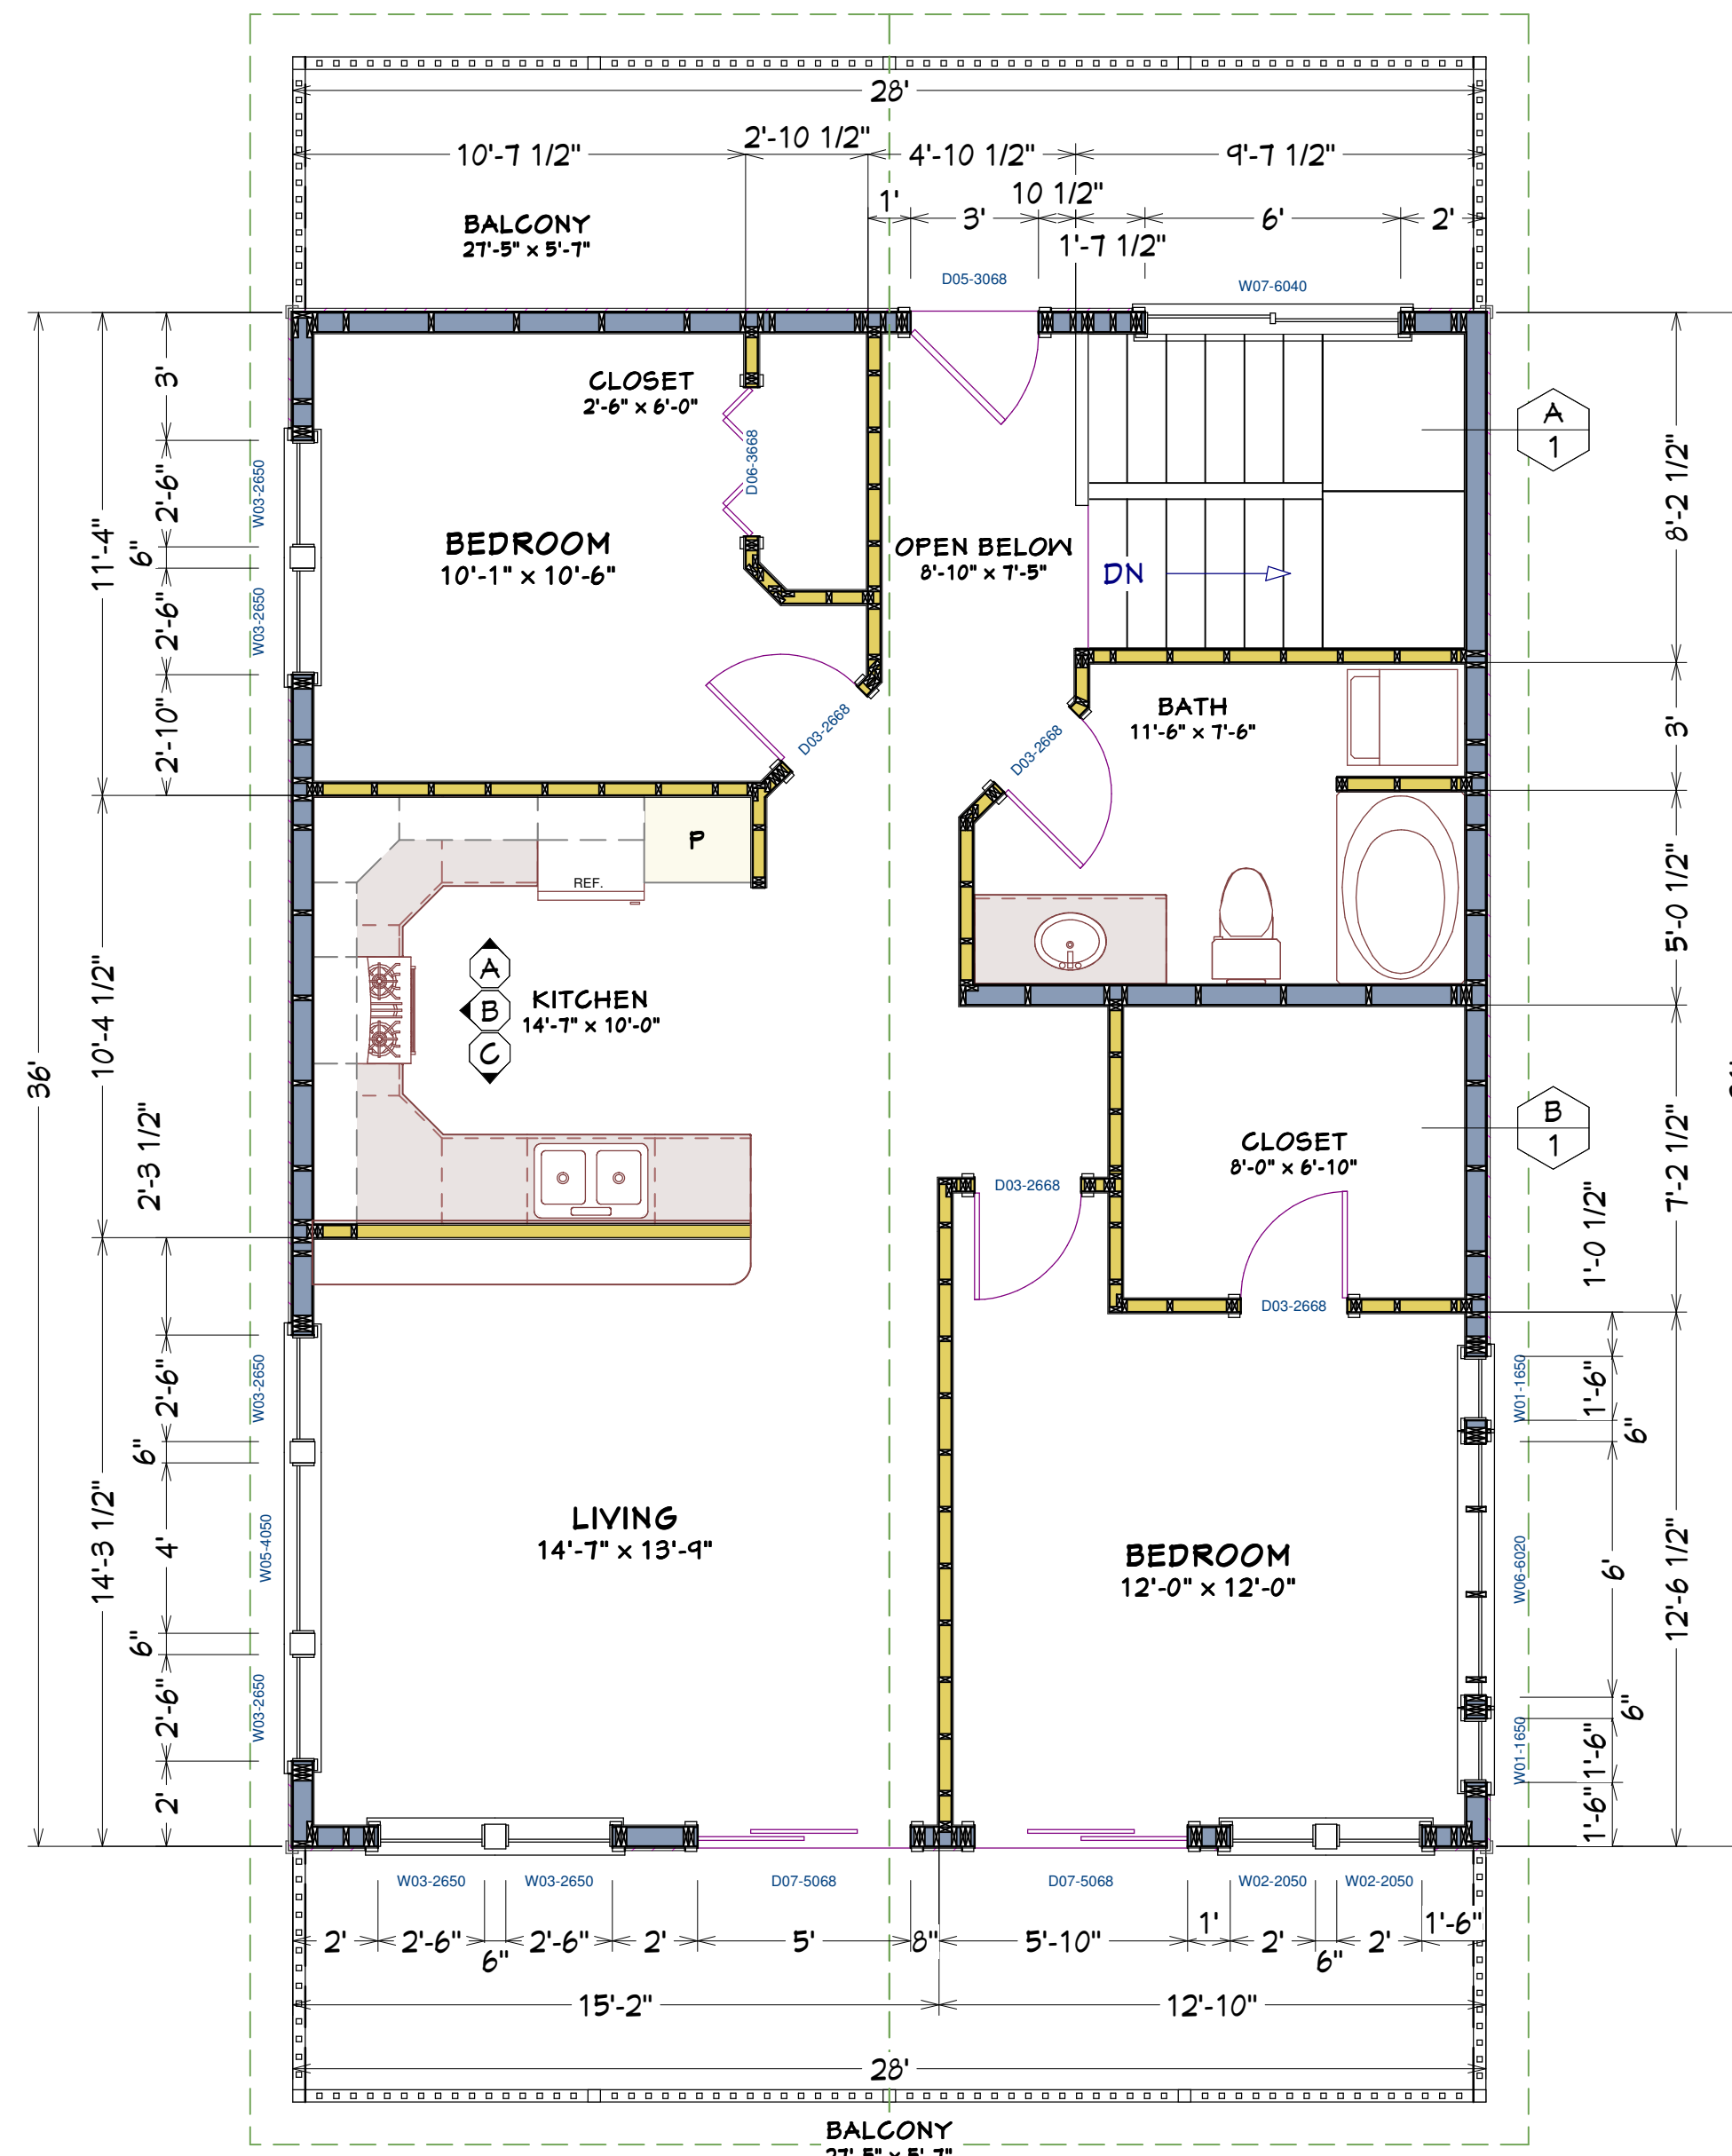 28'
10'-7 1/2"
2'-10 1/2"
4'-10 1/2"
9'-7 1/2"
1'
3'
10 1/2"
1'-7 1/2"
6'
2'
BALCONY
27'-5" x 5'-7"
D05-3068
W07-6040
36'
11'-4"
10'-4 1/2"
14'-3 1/2"
3'
2'-6"
6"
2'-6"
2'-10"
2'-3 1/2"
2'-6"
6"
4'
6"
2'-6"
2'
W03-2650
W03-2650
W03-2650
W05-4050
W03-2650
CLOSET
2'-6" x 6'-0"
D06-3668
BEDROOM
10'-1" x 10'-6"
OPEN BELOW
8'-10" x 7'-5"
DN
D03-2668
D03-2668
BATH
11'-6" x 7'-6"
P
REF.
A
B
C
KITCHEN
14'-7" x 10'-0"
CLOSET
8'-0" x 6'-10"
D03-2668
D03-2668
LIVING
14'-7" x 13'-9"
BEDROOM
12'-0" x 12'-0"
A
1
B
1
8'-2 1/2"
3'
5'-0 1/2"
7'-2 1/2"
12'-6 1/2"
1'-0 1/2"
1'-6"
6"
6'
6"
1'-6"
1'-6"
W01-1650
W06-6020
W01-1650
W03-2650
W03-2650
D07-5068
D07-5068
W02-2050
W02-2050
2'
2'-6"
6"
2'-6"
2'
5'
8"
5'-10"
1'
2'
6"
2'
1'-6"
15'-2"
12'-10"
28'
BALCONY
27'-5" x 5'-7"